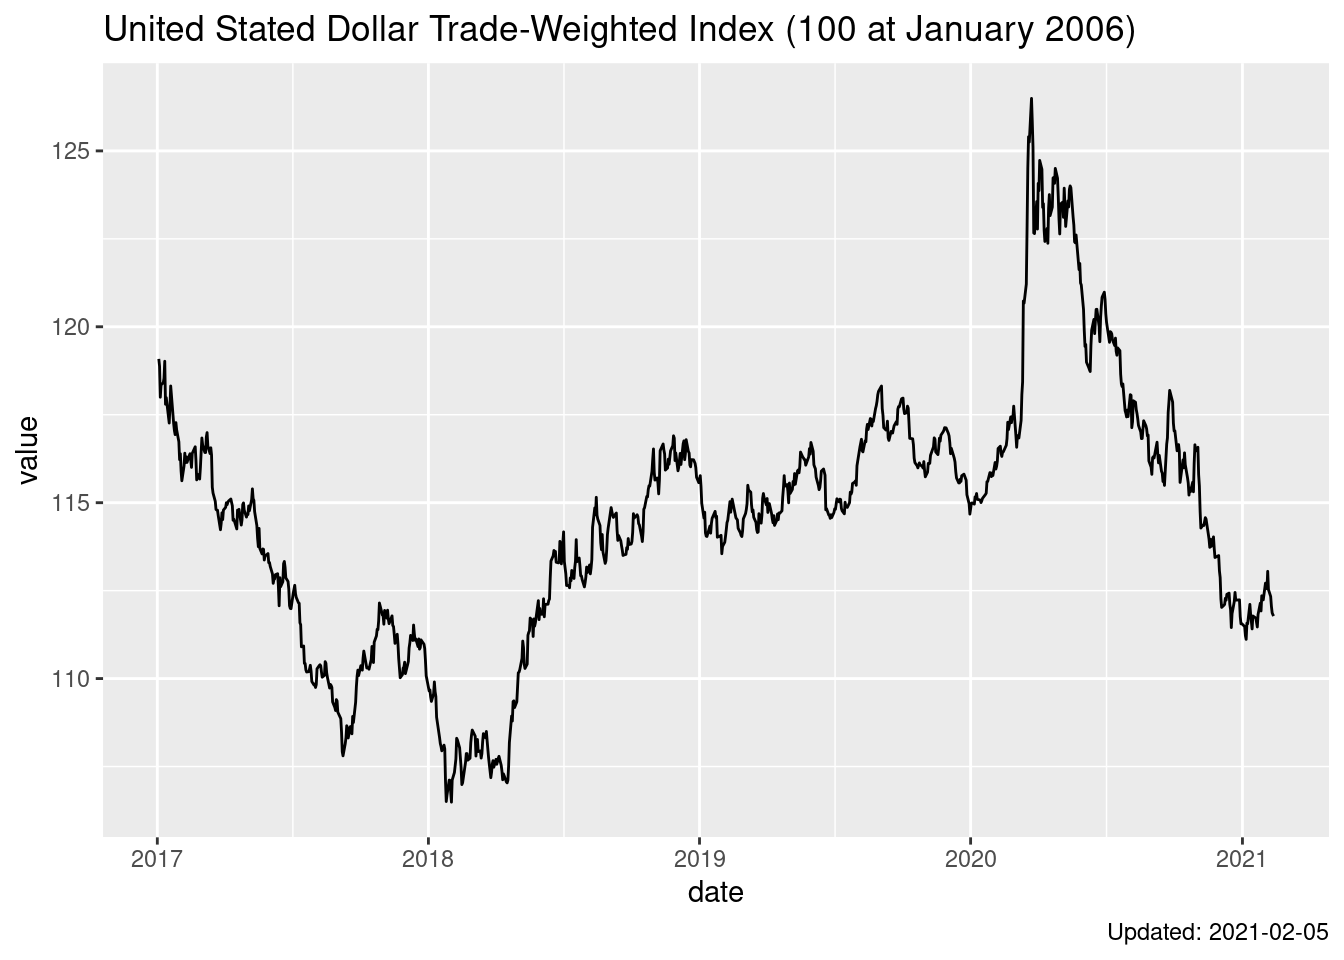 United Stated Dollar Trade-Weighted Index (100 at January 2006)
value
125
120
115
110
2017 2018 2019 2020 2021
date
Updated: 2021-02-05